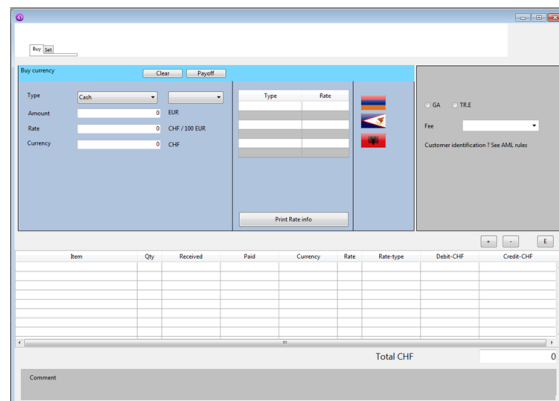 Buy Set
Buy currency Clear Payoff
Type Cash
Amount 0 EUR
Rate 0 CHF / 100 EUR
Currency 0 CHF
Type Rate
Print Rate info
GA TR.E
Fee
Customer identification ? See AML rules
+ - E
Item Qty Received Paid Currency Rate Rate-type Debit-CHF Credit-CHF
Total CHF 0
Comment